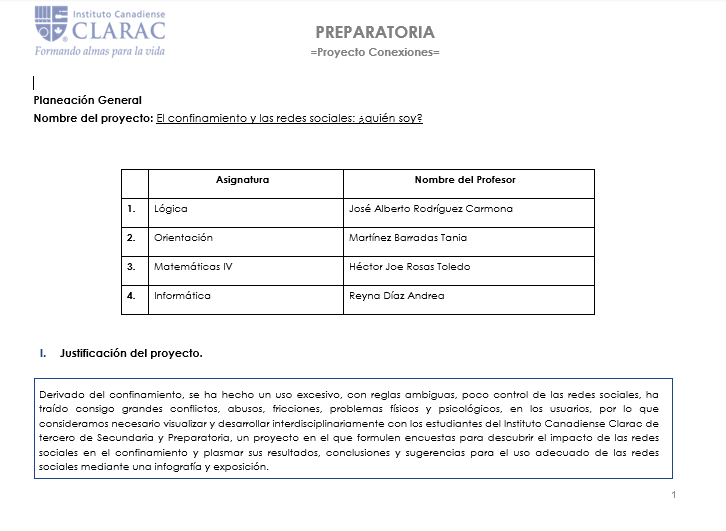 Instituto Canadiense
CLARAC
Formando almas para la vida
PREPARATORIA
=Proyecto Conexiones=
Planeación General
Nombre del proyecto: El confinamiento y las redes sociales: ¿quién soy?
Asignatura Nombre del Profesor
1. Lógica José Alberto Rodríguez Carmona
2. Orientación Martínez Barradas Tania
3. Matemáticas IV Héctor Joe Rosas Toledo
4. Informática Reyna Díaz Andrea
I. Justificación del proyecto.
Derivado del confinamiento, se ha hecho un uso excesivo, con reglas ambiguas, poco control de las redes sociales, ha
traído consigo grandes conflictos, abusos, fricciones, problemas físicos y psicológicos, en los usuarios, por lo que
consideramos necesario visualizar y desarrollar interdisciplinariamente con los estudiantes del Instituto Canadiense Clarac de
tercero de Secundaria y Preparatoria, un proyecto en el que formulen encuestas para descubrir el impacto de las redes
sociales en el confinamiento y plasmar sus resultados, conclusiones y sugerencias para el uso adecuado de las redes
sociales mediante una infografía y exposición.
1